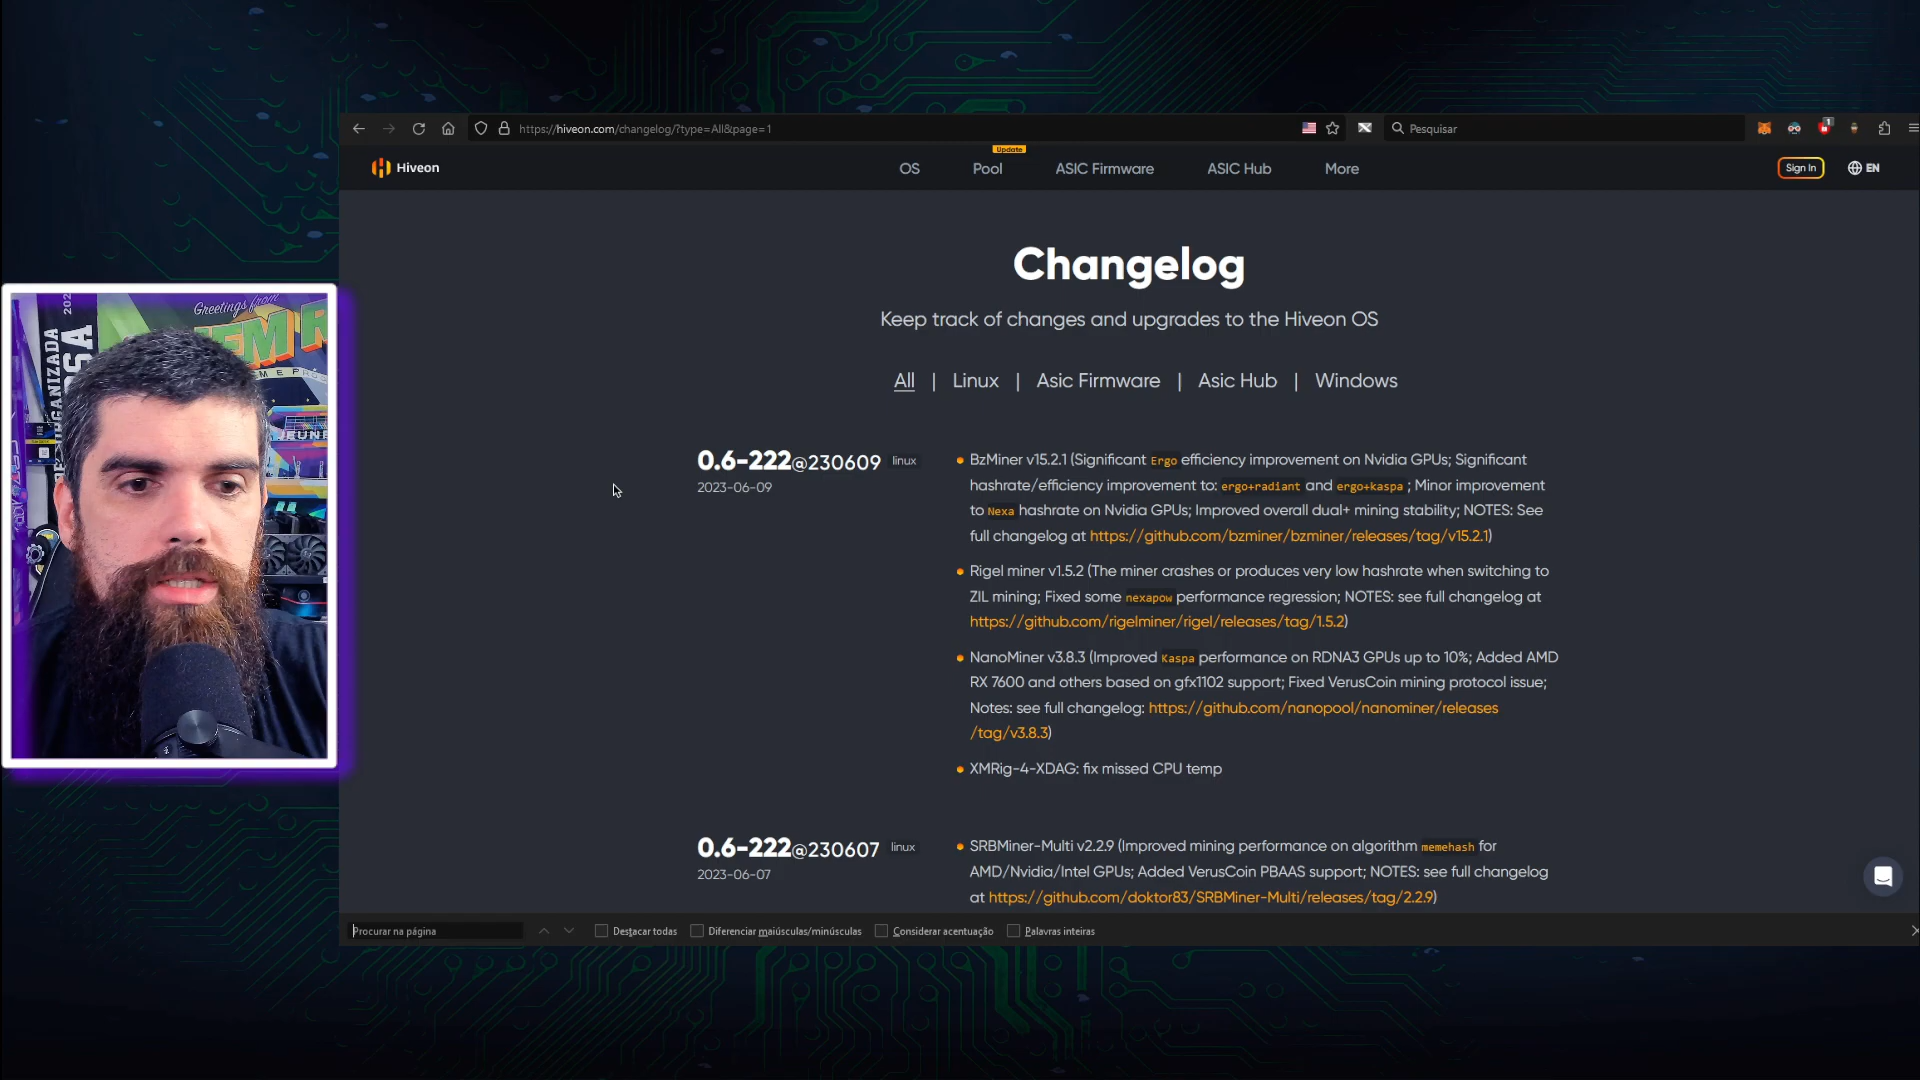 https://hiveon.com/changelog/?type=All&page=1
Pesquisar
1
Hiveon
OS
Update
Pool
ASIC Firmware
ASIC Hub
More
Sign In
EN
Changelog
Keep track of changes and upgrades to the Hiveon OS
All | Linux | Asic Firmware | Asic Hub | Windows
0.6-222@230609 linux
2023-06-09
BzMiner v15.2.1 (Significant Ergo efficiency improvement on Nvidia GPUs; Significant
hashrate/efficiency improvement to: ergo+radiant and ergo+kaspa ; Minor improvement
to Nexa hashrate on Nvidia GPUs; Improved overall dual+ mining stability; NOTES: See
full changelog at https://github.com/bzminer/bzminer/releases/tag/v15.2.1)
Rigel miner v1.5.2 (The miner crashes or produces very low hashrate when switching to
ZIL mining; Fixed some nexapow performance regression; NOTES: see full changelog at
https://github.com/rigelminer/rigel/releases/tag/1.5.2)
NanoMiner v3.8.3 (Improved Kaspa performance on RDNA3 GPUs up to 10%; Added AMD
RX 7600 and others based on gfx1102 support; Fixed VerusCoin mining protocol issue;
Notes: see full changelog: https://github.com/nanopool/nanominer/releases
/tag/v3.8.3)
XMRig-4-XDAG: fix missed CPU temp
0.6-222@230607 linux
2023-06-07
SRBMiner-Multi v2.2.9 (Improved mining performance on algorithm memehash for
AMD/Nvidia/Intel GPUs; Added VerusCoin PBAAS support; NOTES: see full changelog
at https://github.com/doktor83/SRBMiner-Multi/releases/tag/2.2.9)
Procurar na página
Destacar todas
Diferenciar maiúsculas/minúsculas
Considerar acentuação
Palavras inteiras
Greetings from